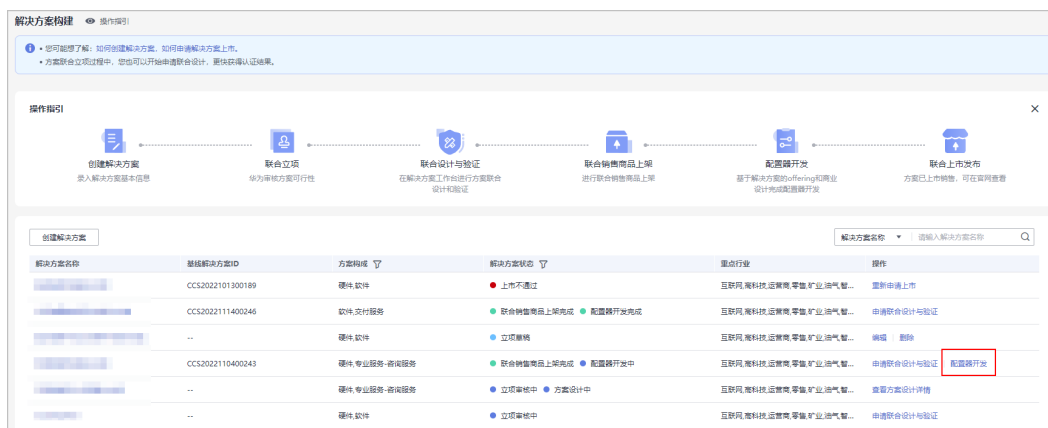 解决方案构建 操作指引
• 您可能想了解：如何创建解决方案，如何申请解决方案上市。
• 方案联合立项过程中，您也可以开始申请联合设计，更快获得认证结果。
操作指引
创建解决方案 联合立项 联合设计与验证 联合销售商品上架 配置器开发 联合上市发布
录入解决方案基本信息 华为审核方案可行性 在解决方案工作台进行方案联合 进行联合销售商品上架 基于解决方案的offering和商业 方案已上市销售，可在官网查看
设计和验证 设计完成配置器开发
创建解决方案 解决方案名称 请输入解决方案名称
解决方案名称 基线解决方案ID 方案构成 解决方案状态 重点行业 操作
CCS2022101300189 硬件,软件 上市不通过 互联网,高科技,运营商,零售,矿业,油气,智... 重新申请上市
CCS2022111400246 软件,交付服务 联合销售商品上架完成 配置器开发完成 互联网,高科技,运营商,零售,矿业,油气,智... 申请联合设计与验证
-- 硬件,软件 立项草稿 互联网,高科技,运营商,零售,矿业,油气,智... 编辑 删除
CCS2022110400243 硬件,专业服务-咨询服务 联合销售商品上架完成 配置器开发中 互联网,高科技,运营商,零售,矿业,油气,智... 申请联合设计与验证 配置器开发
-- 硬件,专业服务-咨询服务 立项审核中 方案设计中 互联网,高科技,运营商,零售,矿业,油气,智... 查看方案设计详情
-- 硬件,软件 立项审核中 互联网,高科技,运营商,零售,矿业,油气,智... 申请联合设计与验证